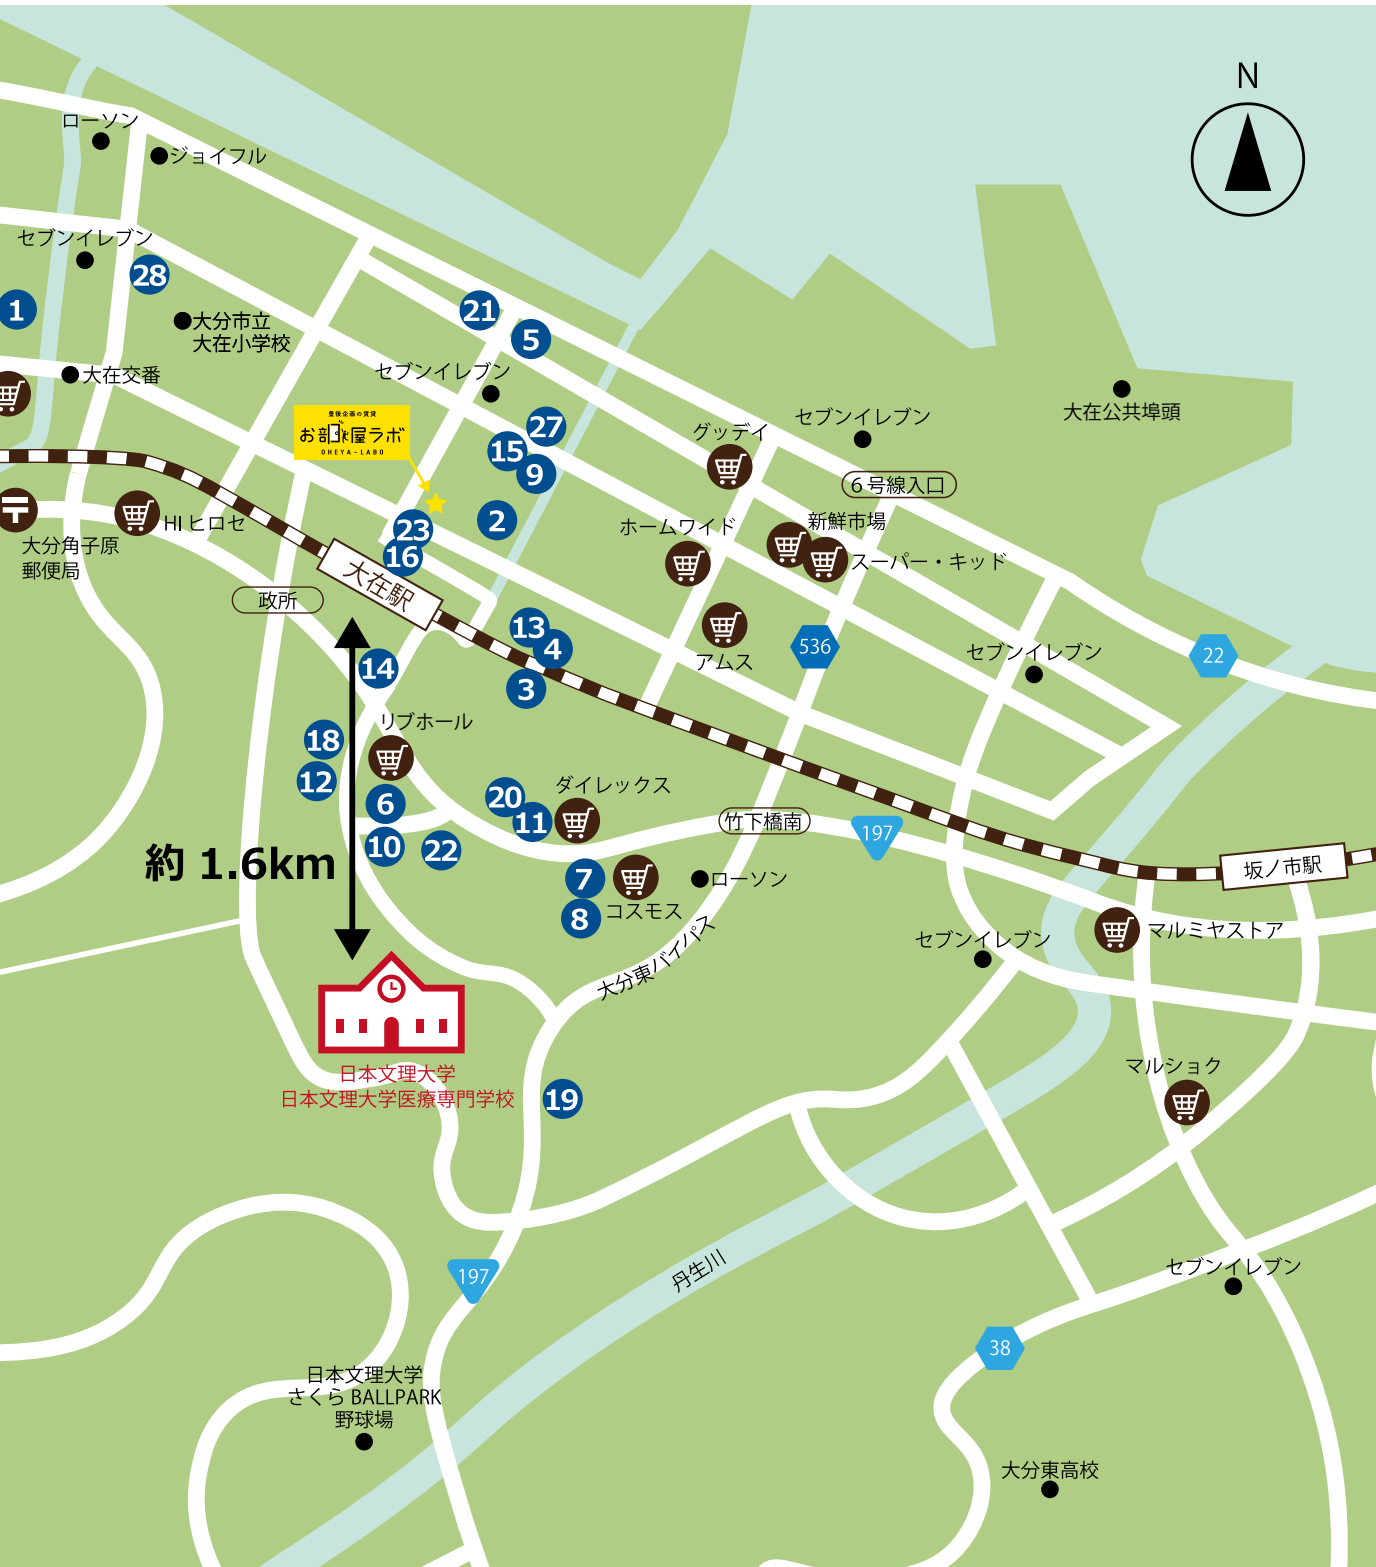 N
ローソン
ジョイフル
セブンイレブン
28
1
大分市立
大在小学校
21
5
大在交番
セブンイレブン
大在公共埠頭
豊後企画の賃貸
お部屋ラボ
OHEYA-LABO
27
15
9
グッデイ
セブンイレブン
6号線入口
2
23
16
HIヒロセ
大分角子原
郵便局
ホームワイド
新鮮市場
スーパー・キッド
大在駅
政所
13
4
14
3
アムス
536
セブンイレブン
22
18
12
リブホール
6
10
22
20
11
ダイレックス
竹下橋南
197
約 1.6km
7
8
コスモス
ローソン
坂ノ市駅
大分東バイパス
セブンイレブン
マルミヤストア
日本文理大学
日本文理大学医療専門学校
19
マルショク
197
丹生川
セブンイレブン
38
日本文理大学
さくら BALLPARK
野球場
大分東高校